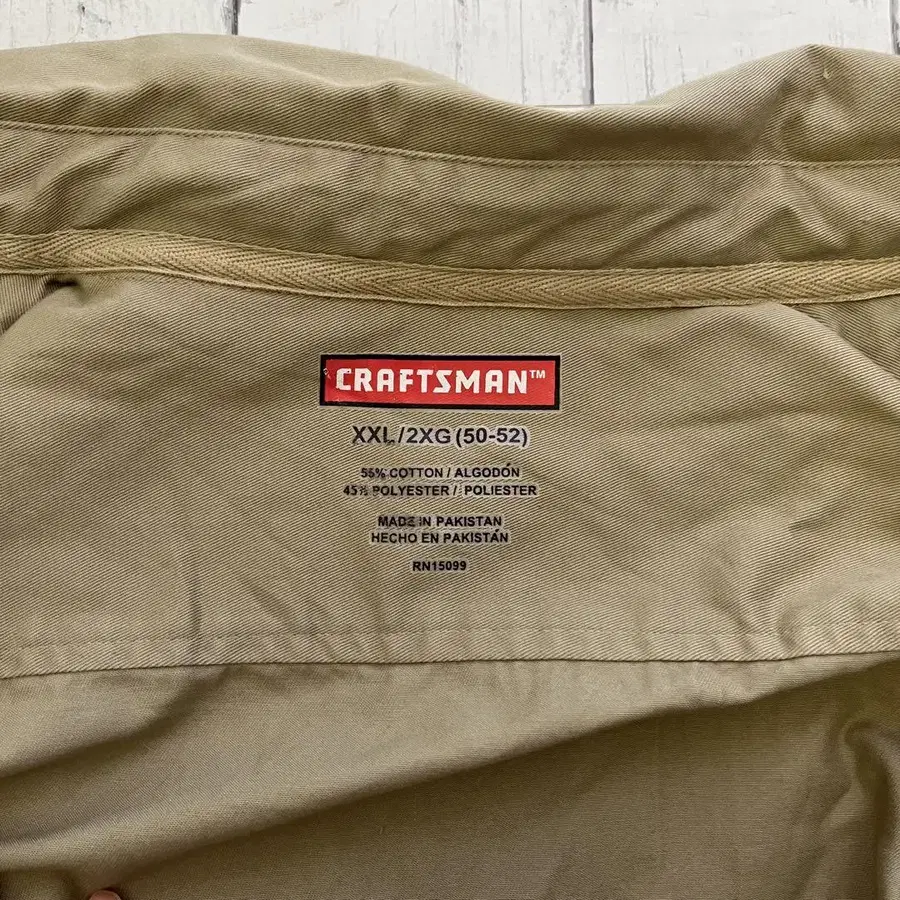 CRAFTSMAN™
XXL/2XG (50-52)
55% COTTON / ALGODÓN
45% POLYESTER / POLIESTER
MADE IN PAKISTAN
HECHO EN PAKISTÁN
RN15099